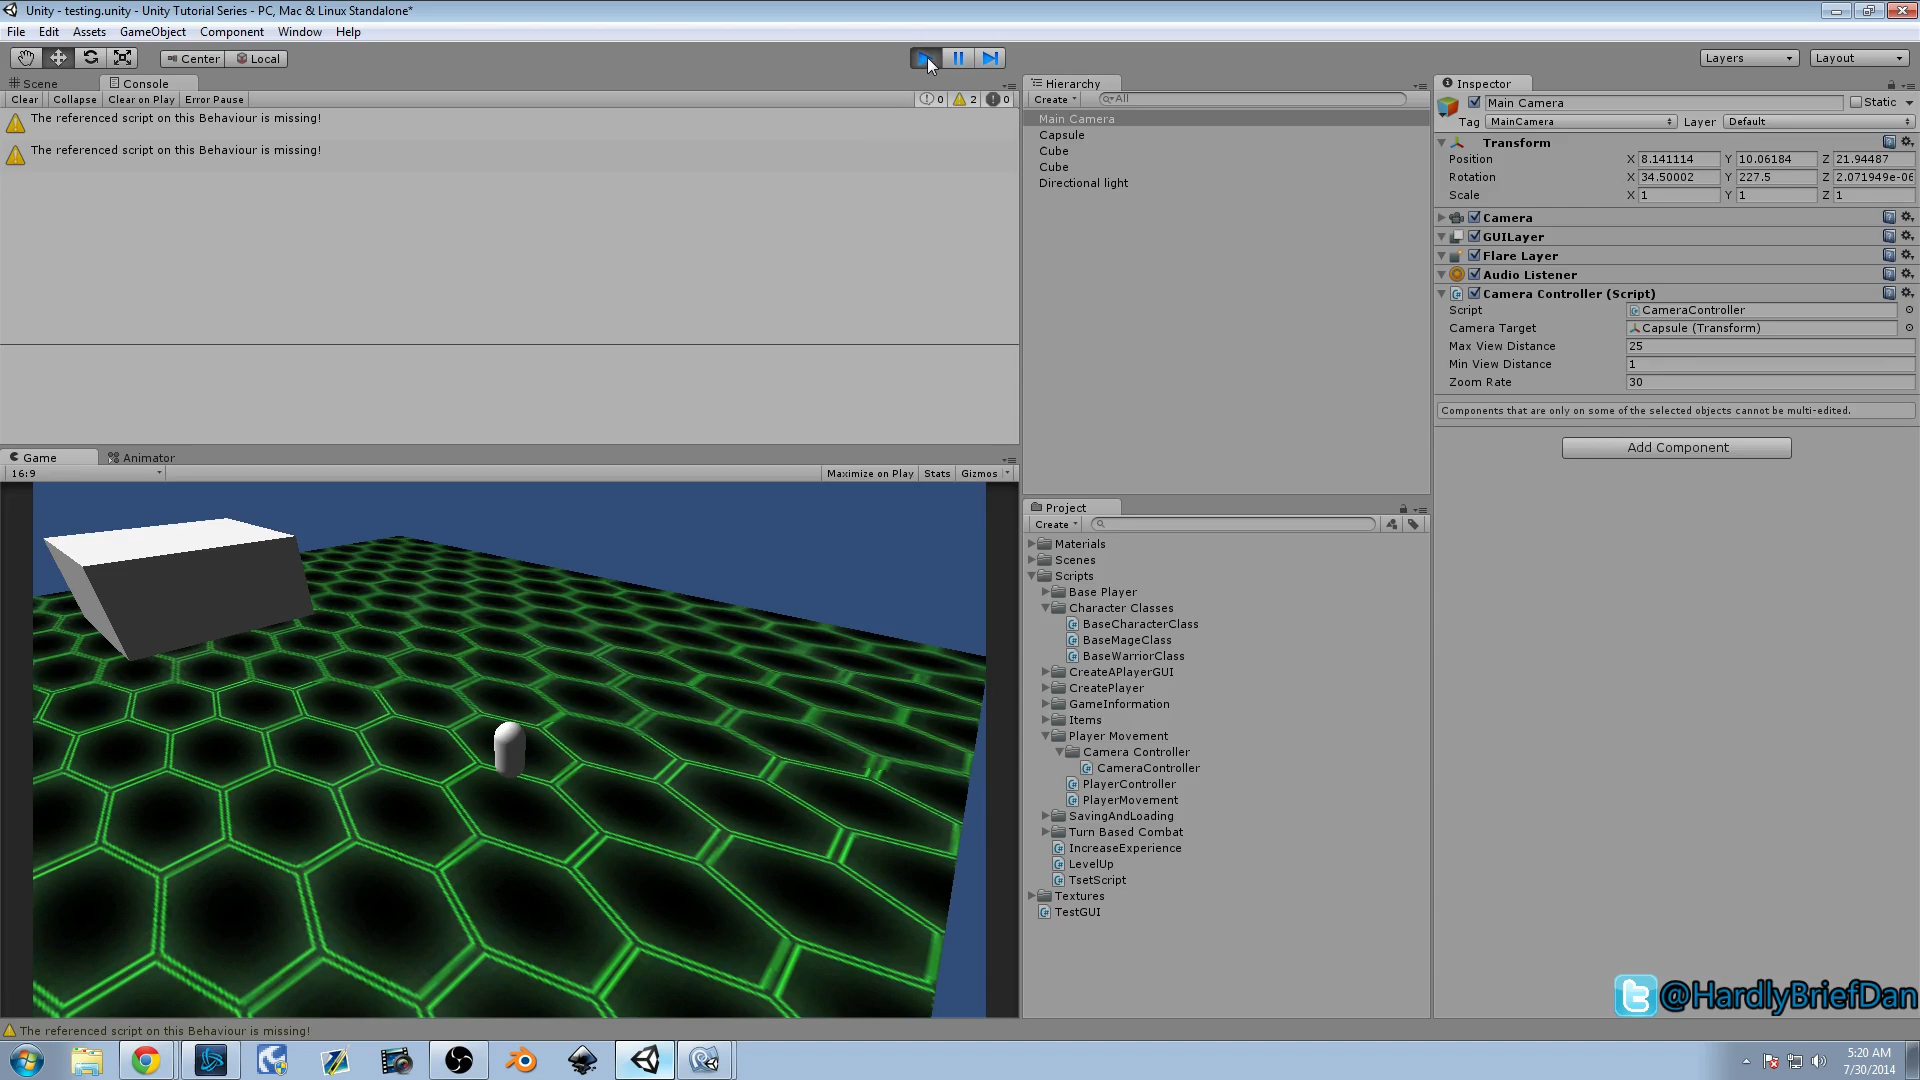 Unity - testing.unity - Unity Tutorial Series - PC, Mac & Linux Standalone*
File Edit Assets GameObject Component Window Help
Center Local Layers Layout
Scene Console
Clear Collapse Clear on Play Error Pause 0 2 0
The referenced script on this Behaviour is missing!
The referenced script on this Behaviour is missing!
Game Animator
16:9 Maximize on Play Stats Gizmos
Hierarchy
Create All
Main Camera
Capsule
Cube
Cube
Directional light
Project
Create
Materials
Scenes
Scripts
Base Player
Character Classes
BaseCharacterClass
BaseMageClass
BaseWarriorClass
CreateAPlayerGUI
CreatePlayer
GameInformation
Items
Player Movement
Camera Controller
CameraController
PlayerController
PlayerMovement
SavingAndLoading
Turn Based Combat
IncreaseExperience
LevelUp
TsetScript
Textures
TestGUI
Inspector
Main Camera Static
Tag MainCamera Layer Default
Transform
Position X 8.141114 Y 10.06184 Z 21.94487
Rotation X 34.50002 Y 227.5 Z 2.071949e-06
Scale X 1 Y 1 Z 1
Camera
GUILayer
Flare Layer
Audio Listener
Camera Controller (Script)
Script CameraController
Camera Target Capsule (Transform)
Max View Distance 25
Min View Distance 1
Zoom Rate 30
Components that are only on some of the selected objects cannot be multi-edited.
Add Component
@HardlyBriefDan
The referenced script on this Behaviour is missing!
5:20 AM
7/30/2014